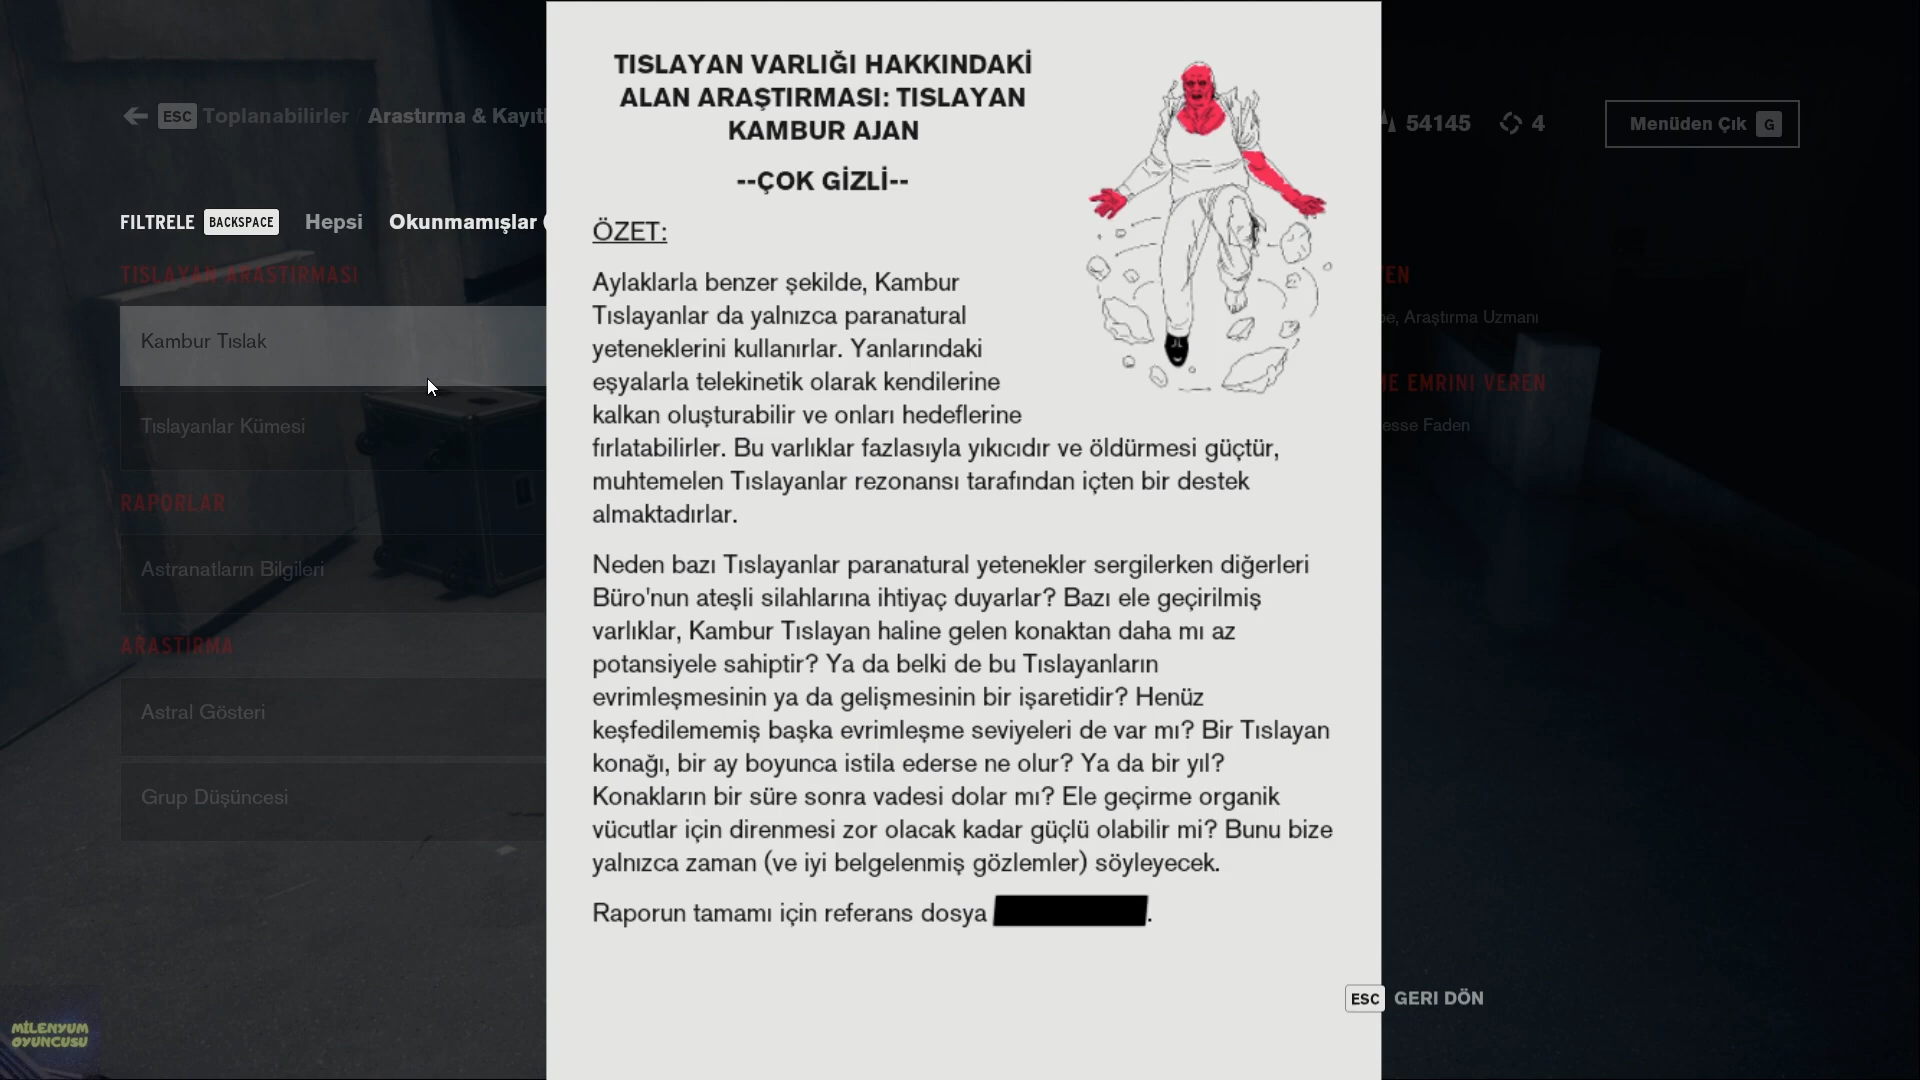 ESC Toplanabilirler / Araştırma & Kayıtl
54145
4
Menüden Çık G
FILTRELE BACKSPACE Hepsi Okunmamışlar (
TISLAYAN ARAŞTIRMASI
Kambur Tıslak
Tıslayanlar Kümesi
RAPORLAR
Astranatların Bilgileri
ARAŞTIRMA
Astral Gösteri
Grup Düşüncesi
TISLAYAN VARLIĞI HAKKINDAKİ
ALAN ARAŞTIRMASI: TISLAYAN
KAMBUR AJAN
--ÇOK GİZLİ--
ÖZET:
Aylaklarla benzer şekilde, Kambur
Tıslayanlar da yalnızca paranatural
yeteneklerini kullanırlar. Yanlarındaki
eşyalarla telekinetik olarak kendilerine
kalkan oluşturabilir ve onları hedeflerine
fırlatabilirler. Bu varlıklar fazlasıyla yıkıcıdır ve öldürmesi güçtür,
muhtemelen Tıslayanlar rezonansı tarafından içten bir destek
almaktadırlar.
Neden bazı Tıslayanlar paranatural yetenekler sergilerken diğerleri
Büro'nun ateşli silahlarına ihtiyaç duyarlar? Bazı ele geçirilmiş
varlıklar, Kambur Tıslayan haline gelen konaktan daha mı az
potansiyele sahiptir? Ya da belki de bu Tıslayanların
evrimleşmesinin ya da gelişmesinin bir işaretidir? Henüz
keşfedilememiş başka evrimleşme seviyeleri de var mı? Bir Tıslayan
konağı, bir ay boyunca istila ederse ne olur? Ya da bir yıl?
Konakların bir süre sonra vadesi dolar mı? Ele geçirme organik
vücutlar için direnmesi zor olacak kadar güçlü olabilir mi? Bunu bize
yalnızca zaman (ve iyi belgelenmiş gözlemler) söyleyecek.
Raporun tamamı için referans dosya .
EN
be, Araştırma Uzmanı
ME EMRINI VEREN
esse Faden
ESC GERI DÖN
MİLENYUM
OYUNCUSU